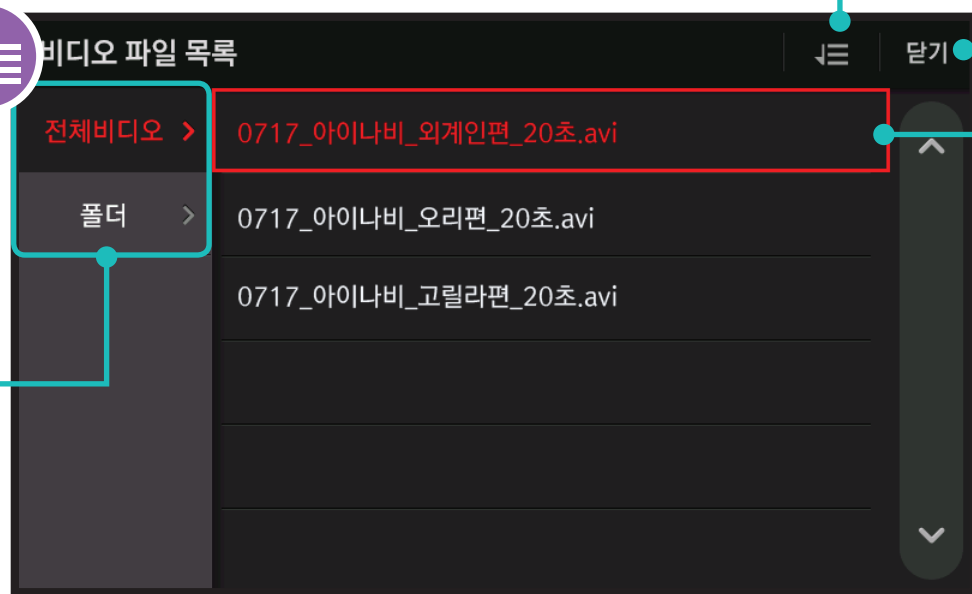 비디오 파일 목록
닫기
전체비디오
0717_아이나비_외계인편_20초.avi
폴더
0717_아이나비_오리편_20초.avi
0717_아이나비_고릴라편_20초.avi